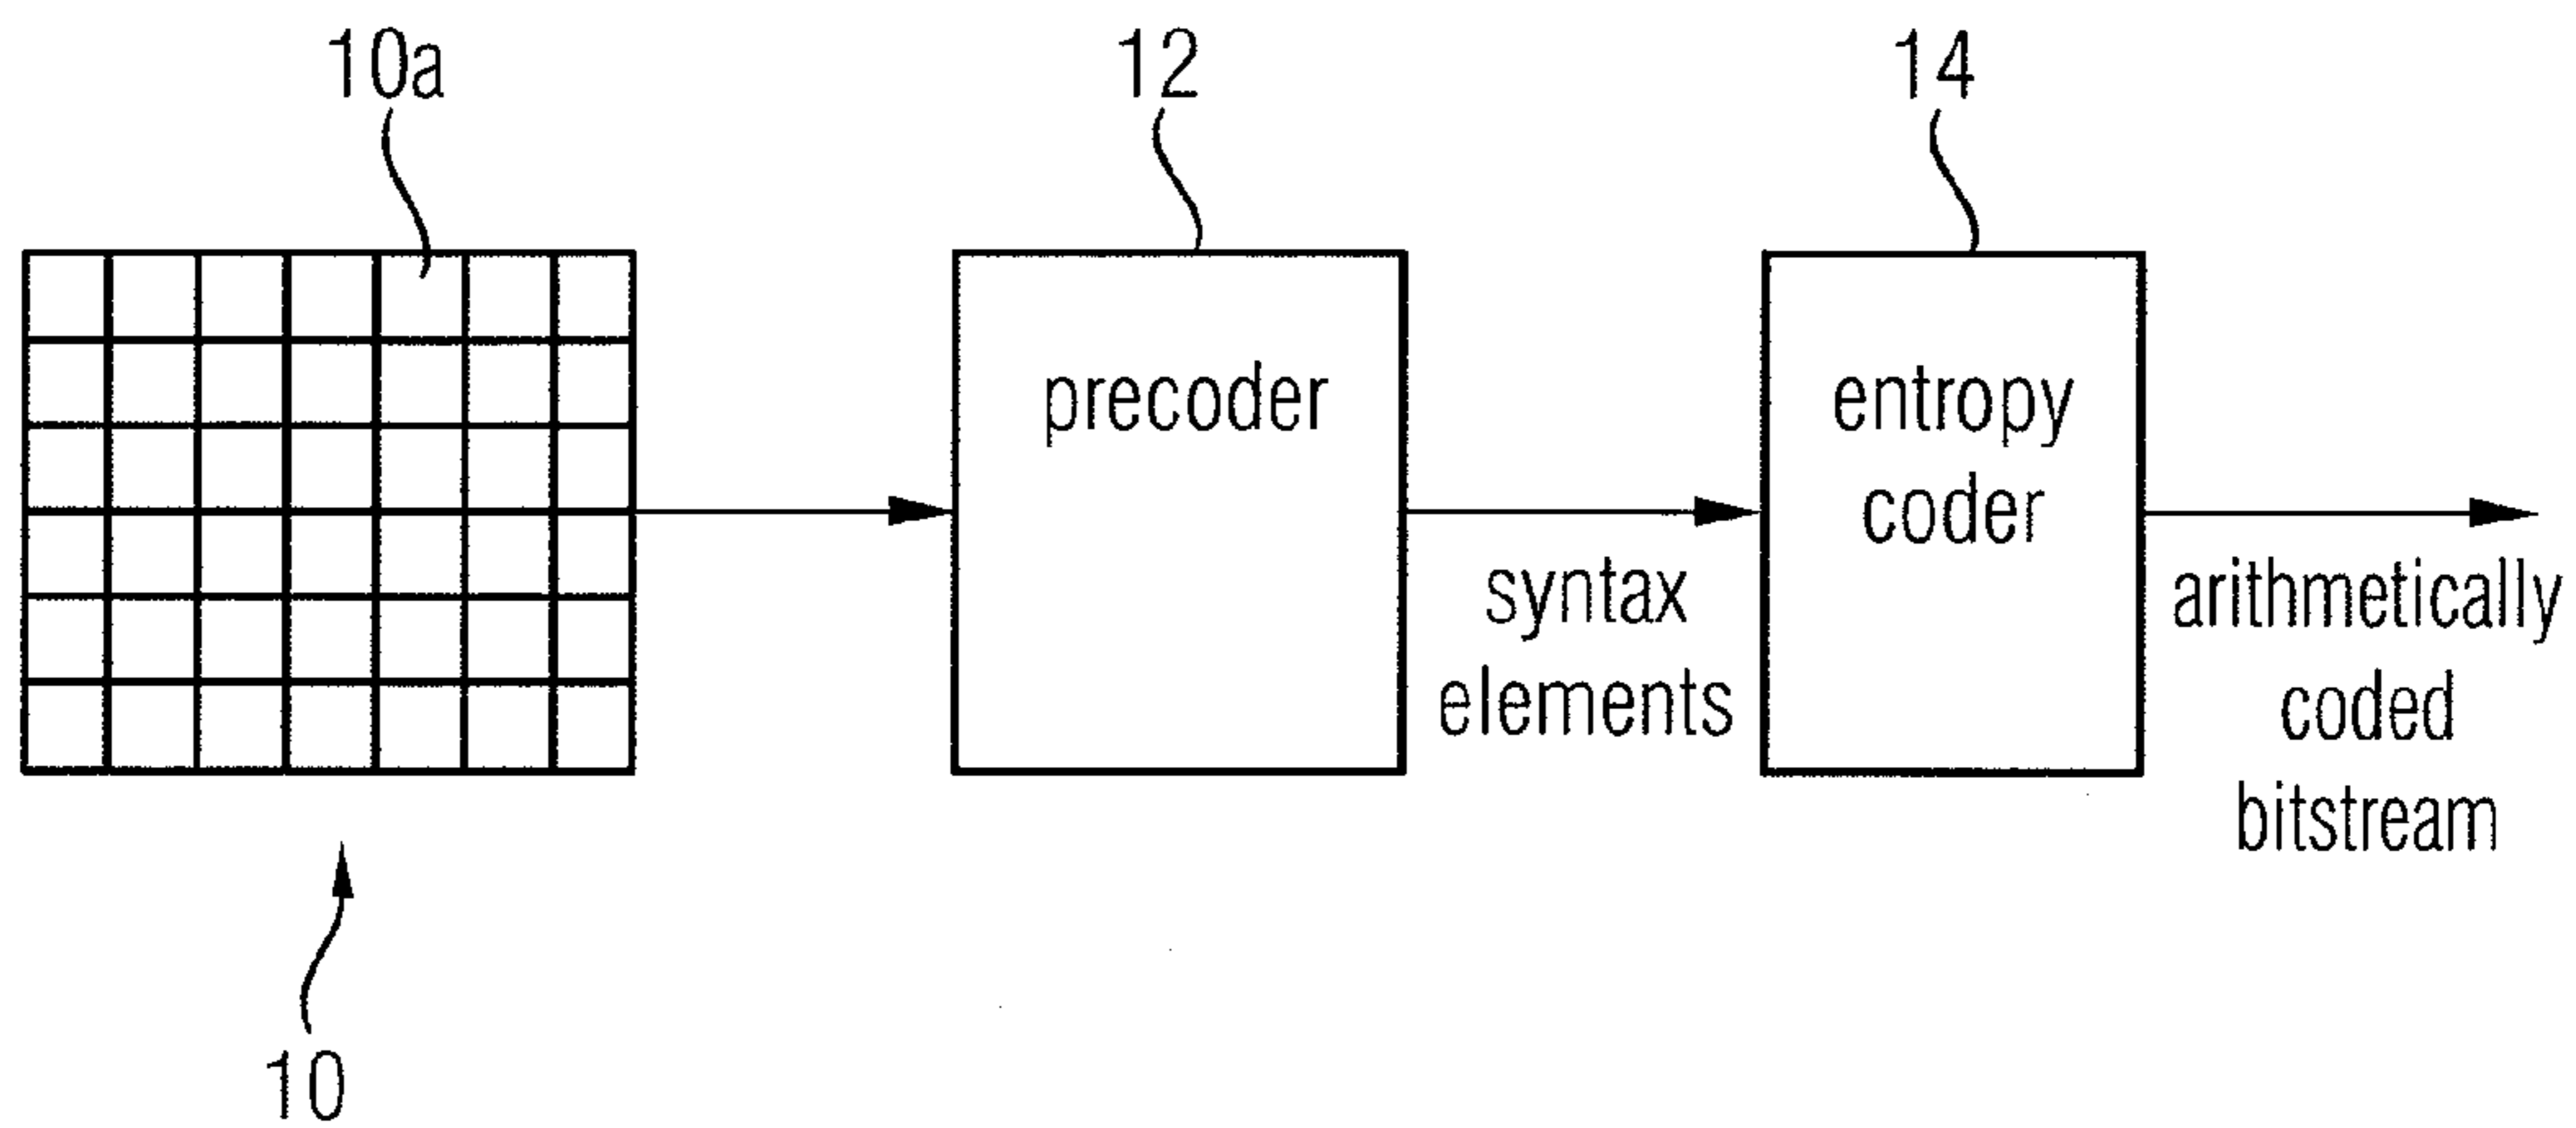 10a
12
14
precoder
entropy
coder
syntax
elements
arithmetically
coded
bitstream
10